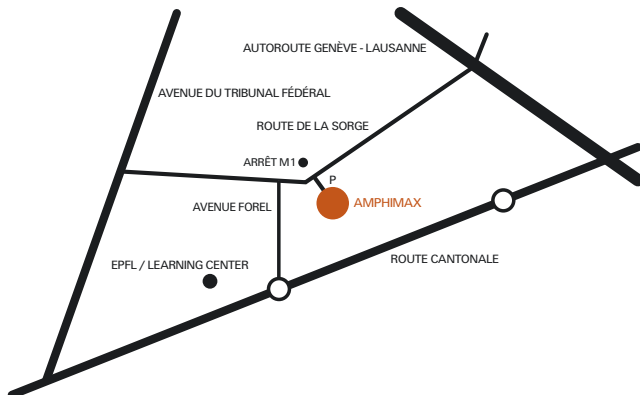 AUTOROUTE GENÈVE - LAUSANNE
AVENUE DU TRIBUNAL FÉDÉRAL
ROUTE DE LA SORGE
ARRÊT M1
P
AVENUE FOREL
AMPHIMAX
EPFL / LEARNING CENTER
ROUTE CANTONALE